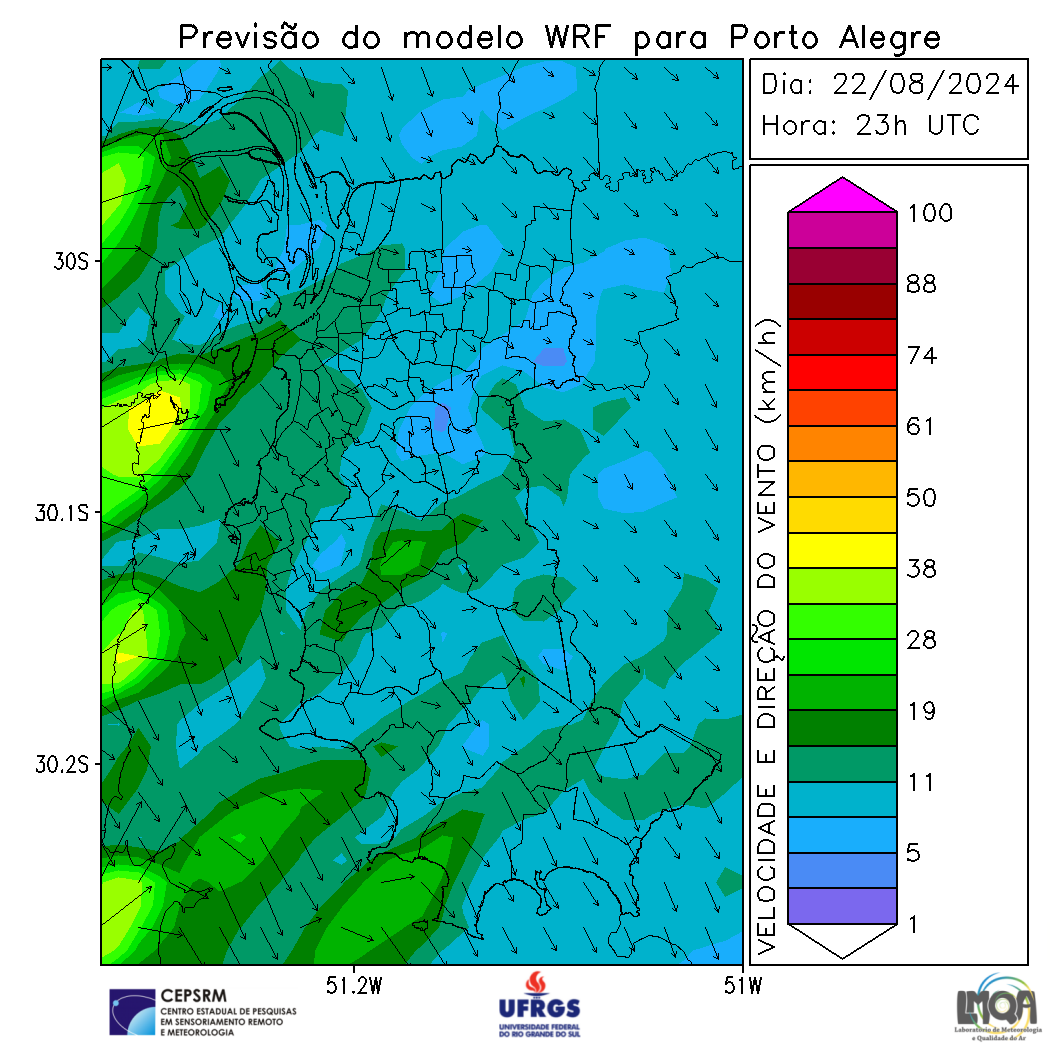 Previsão do modelo WRF para Porto Alegre
Dia: 22/08/2024
Hora: 23h UTC
30S
30.1S
30.2S
51.2W
51W
VELOCIDADE E DIREÇÃO DO VENTO (km/h)
100
88
74
61
50
38
28
19
11
5
1
CEPSRM
CENTRO ESTADUAL DE PESQUISAS
EM SENSORIAMENTO REMOTO
E METEOROLOGIA
UFRGS
UNIVERSIDADE FEDERAL
DO RIO GRANDE DO SUL
LMQA
Laboratório de Meteorologia
e Qualidade do Ar